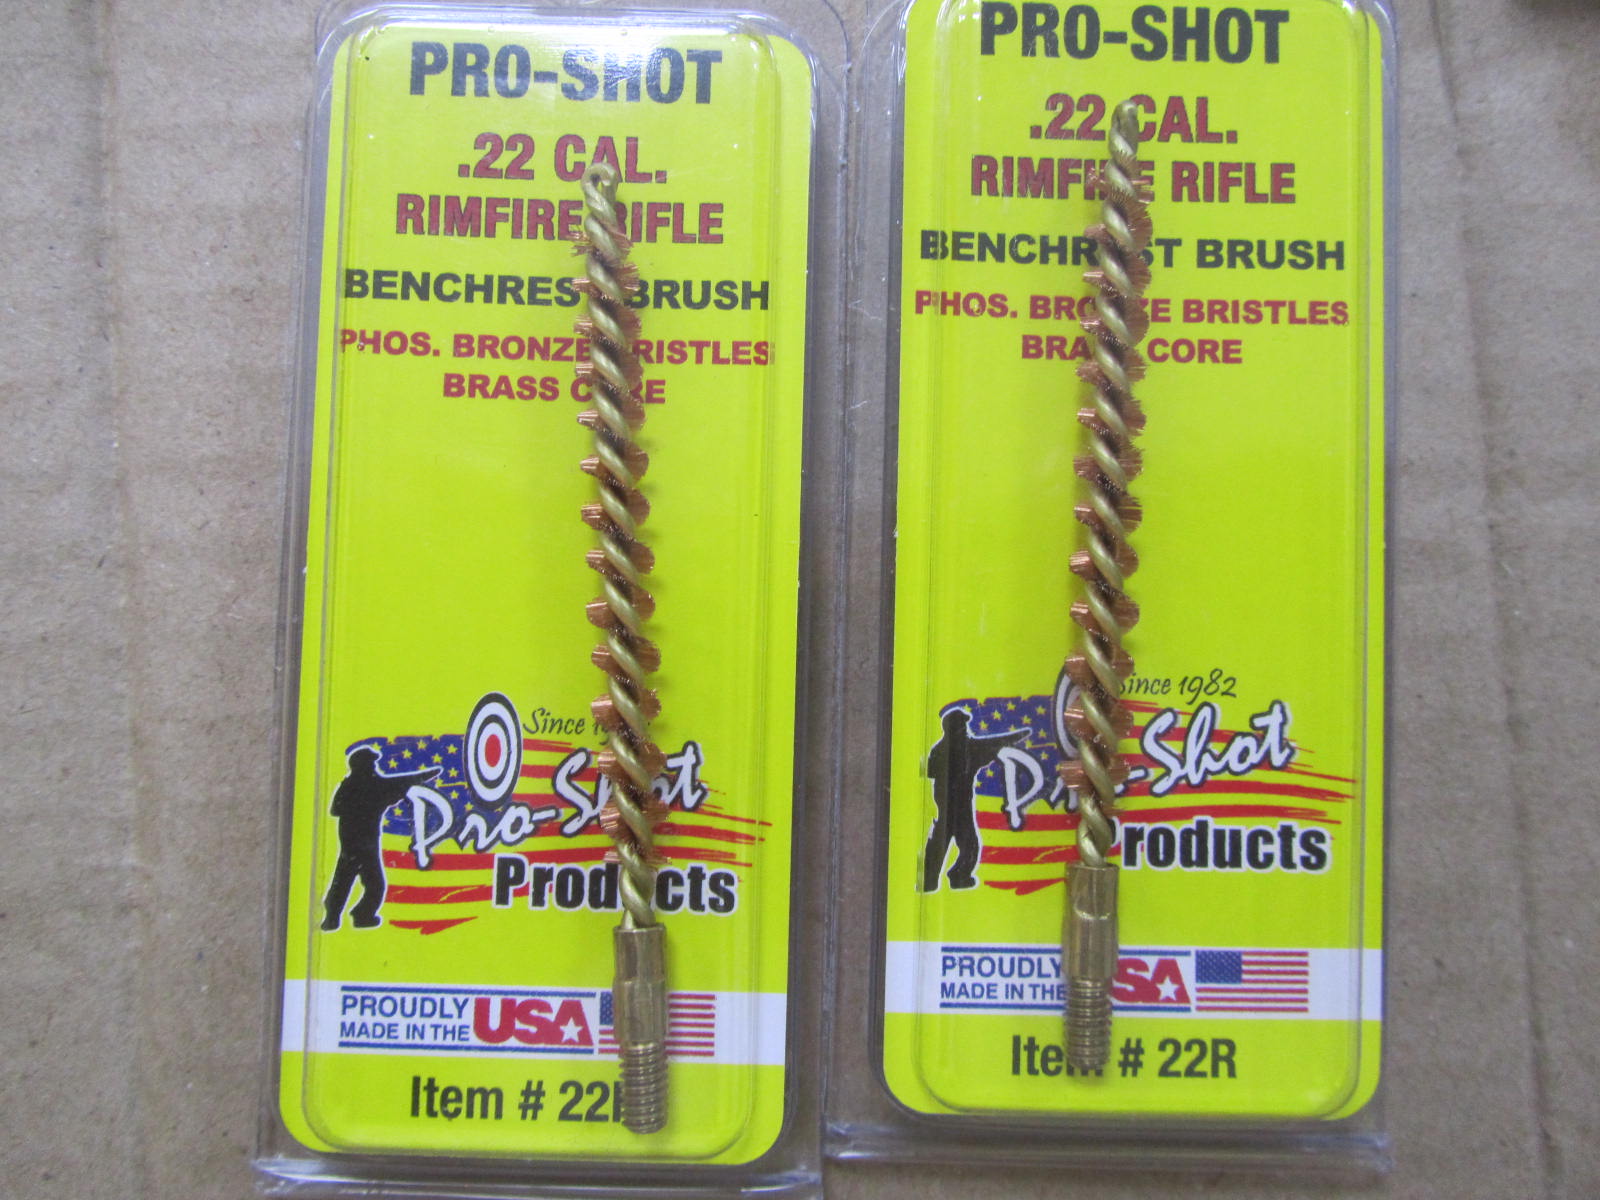 PRO-SHOT
.22 CAL.
RIMFIRE RIFLE
BENCHREST BRUSH
PHOS. BRONZE BRISTLES
BRASS CORE
Since
Pro-Shot
Products
PROUDLY
MADE IN THE
USA
Item # 22R
PRO-SHOT
.22 CAL.
RIMFIRE RIFLE
BENCHREST BRUSH
PHOS. BRONZE BRISTLES
BRASS CORE
Since 1982
Pro-Shot
Products
PROUDLY
MADE IN THE
USA
Item # 22R